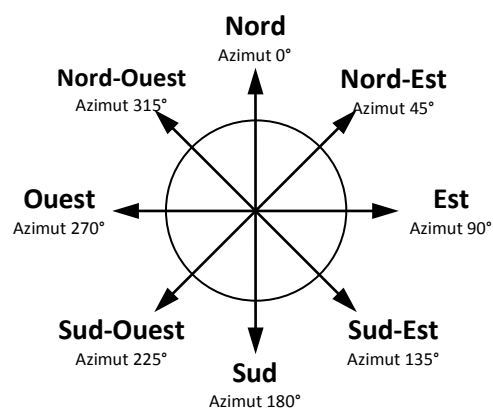 Nord
Azimut 0°
Nord-Ouest
Azimut 315°
Nord-Est
Azimut 45°
Ouest
Azimut 270°
Est
Azimut 90°
Sud-Ouest
Azimut 225°
Sud-Est
Azimut 135°
Sud
Azimut 180°